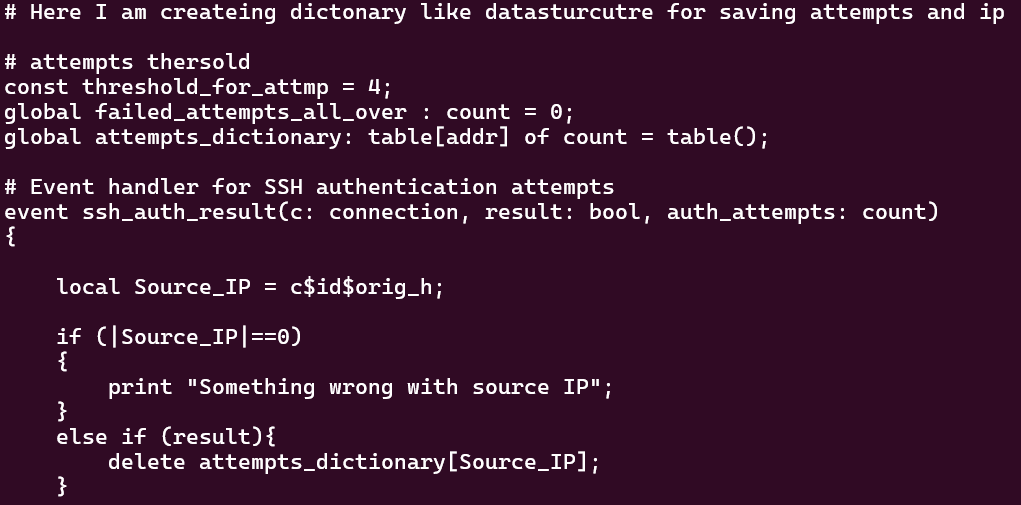 # Here I am createing dictonary like datasturcutre for saving attempts and ip
# attempts thersold
const threshold_for_attmp = 4;
global failed_attempts_all_over : count = 0;
global attempts_dictionary: table[addr] of count = table();
# Event handler for SSH authentication attempts
event ssh_auth_result(c: connection, result: bool, auth_attempts: count)
{
    local Source_IP = c$id$orig_h;
    if (|Source_IP|==0)
    {
        print "Something wrong with source IP";
    }
    else if (result){
        delete attempts_dictionary[Source_IP];
    }